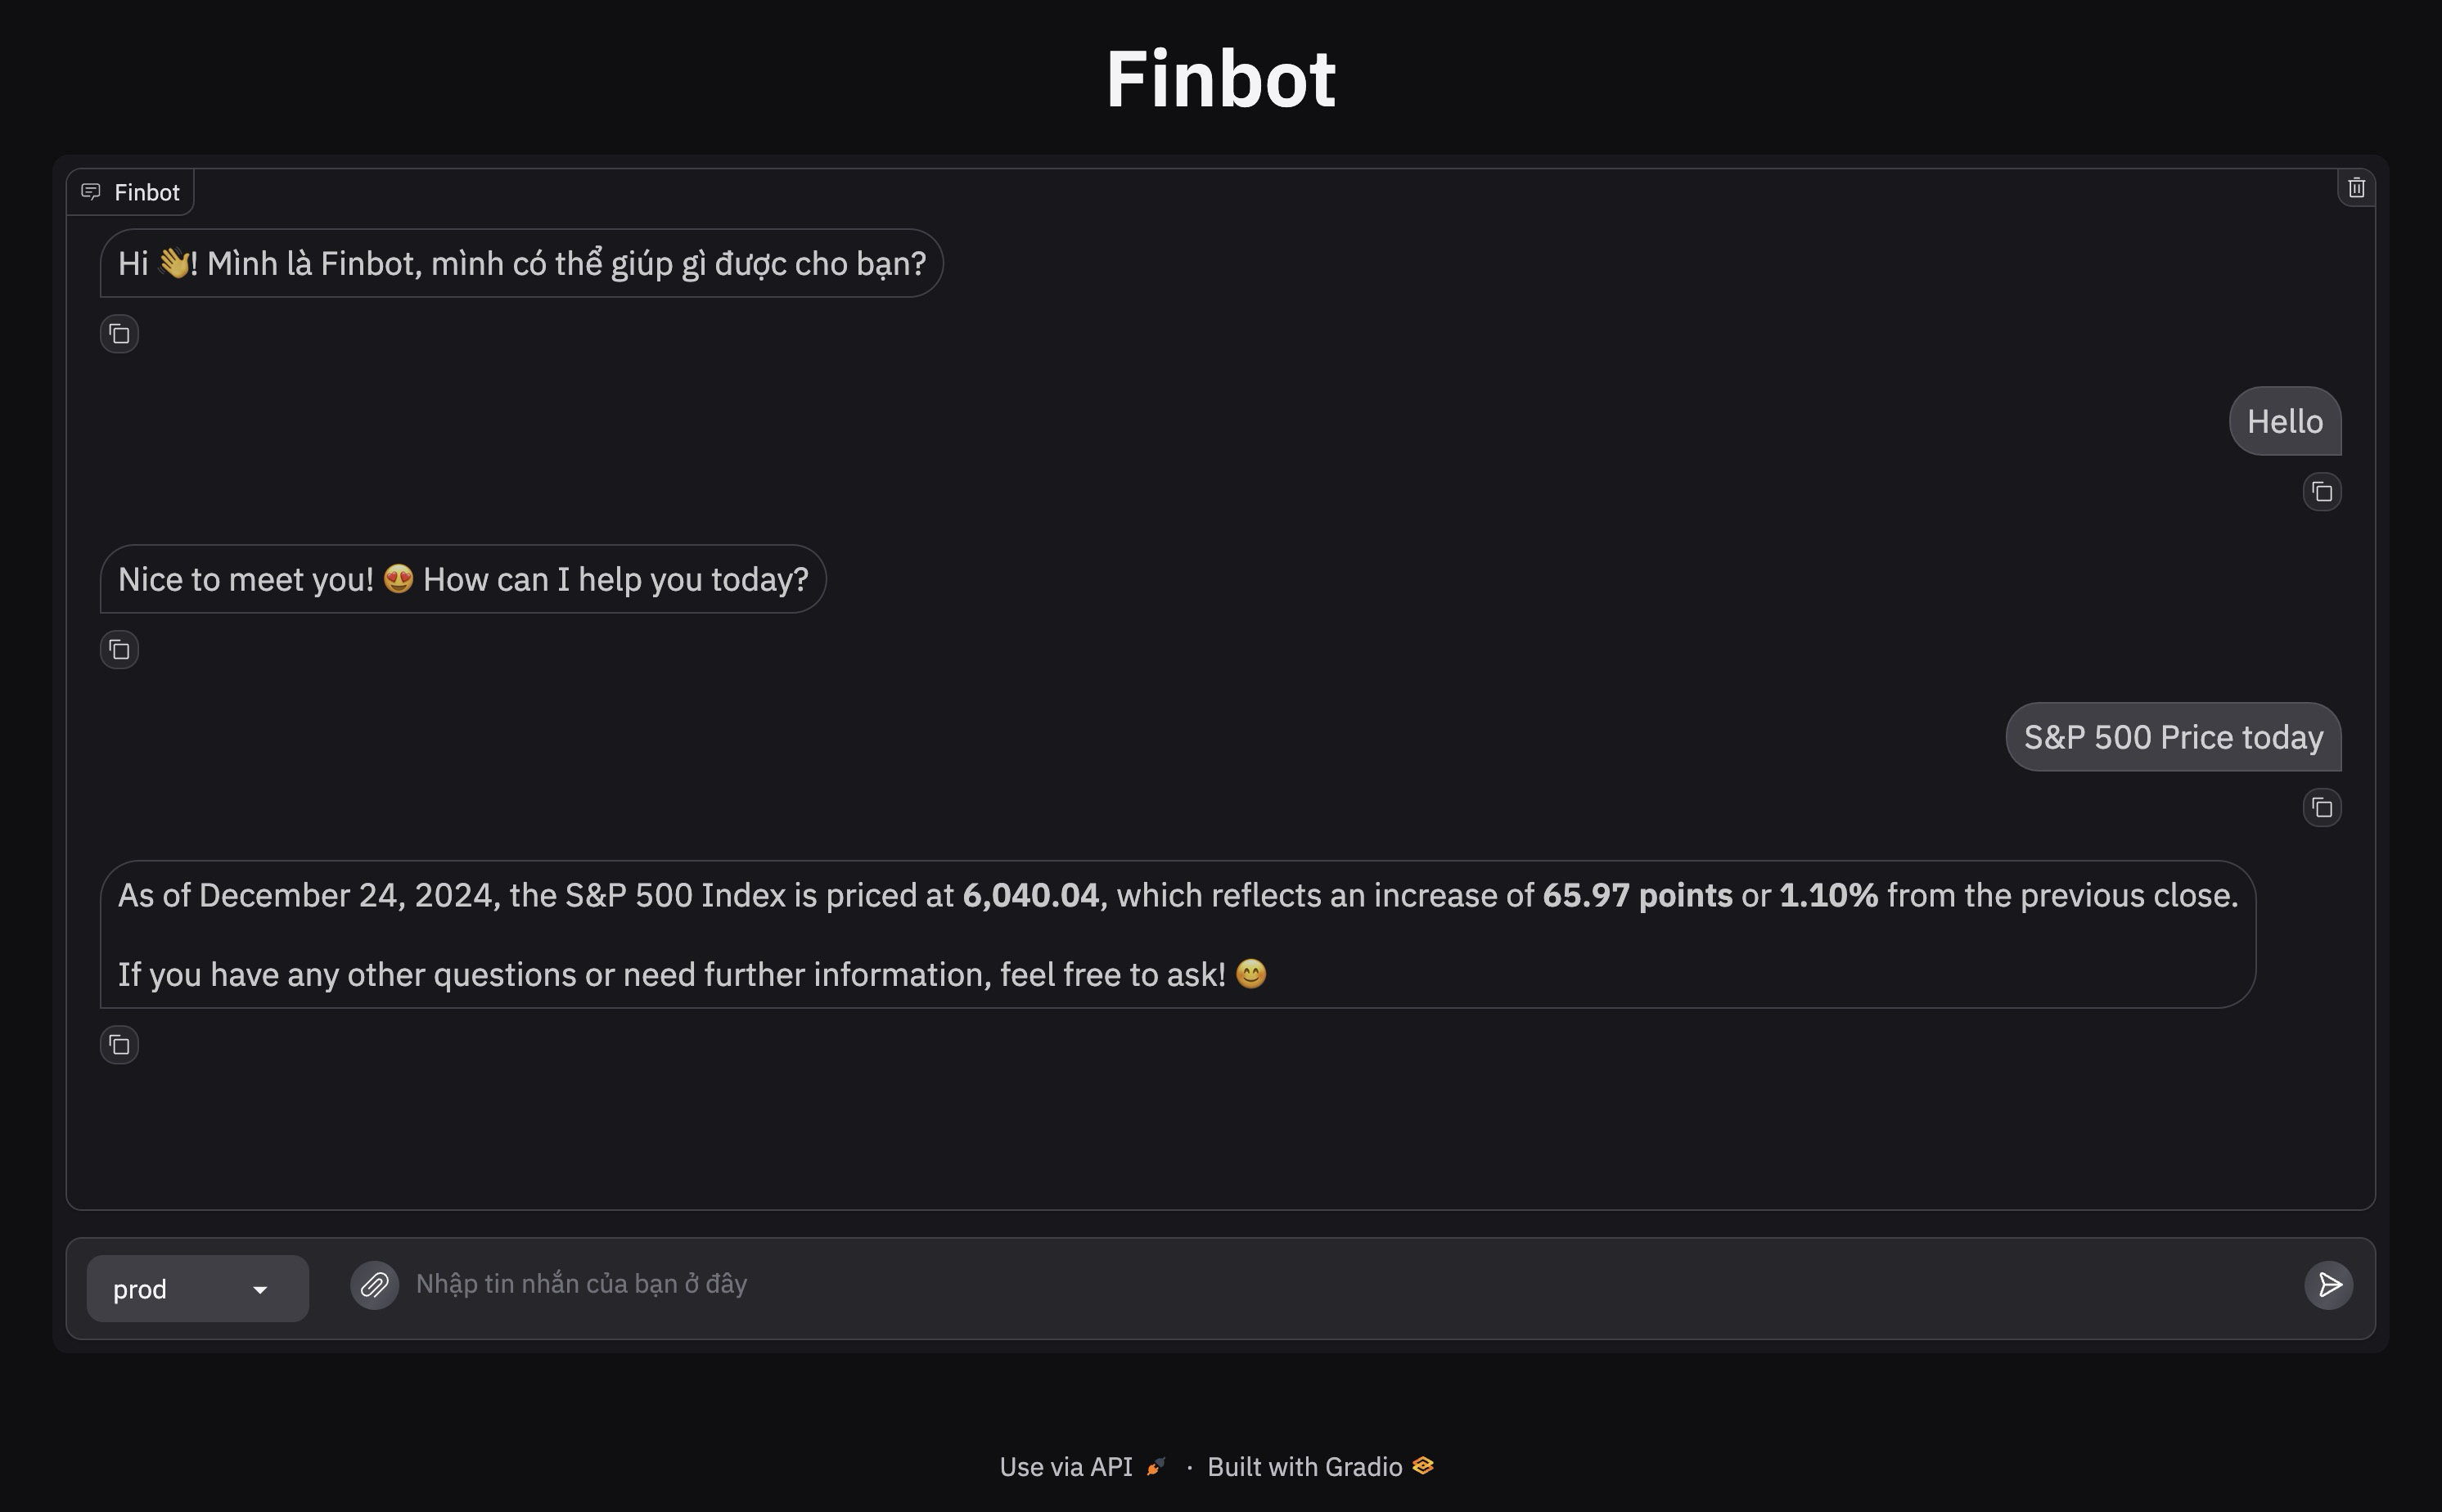 Finbot
Finbot
Hi 👋! Mình là Finbot, mình có thể giúp gì được cho bạn?
Hello
Nice to meet you! 😍 How can I help you today?
S&P 500 Price today
As of December 24, 2024, the S&P 500 Index is priced at 6,040.04, which reflects an increase of 65.97 points or 1.10% from the previous close.
If you have any other questions or need further information, feel free to ask! 😊
prod
Nhập tin nhắn của bạn ở đây
Use via API · Built with Gradio